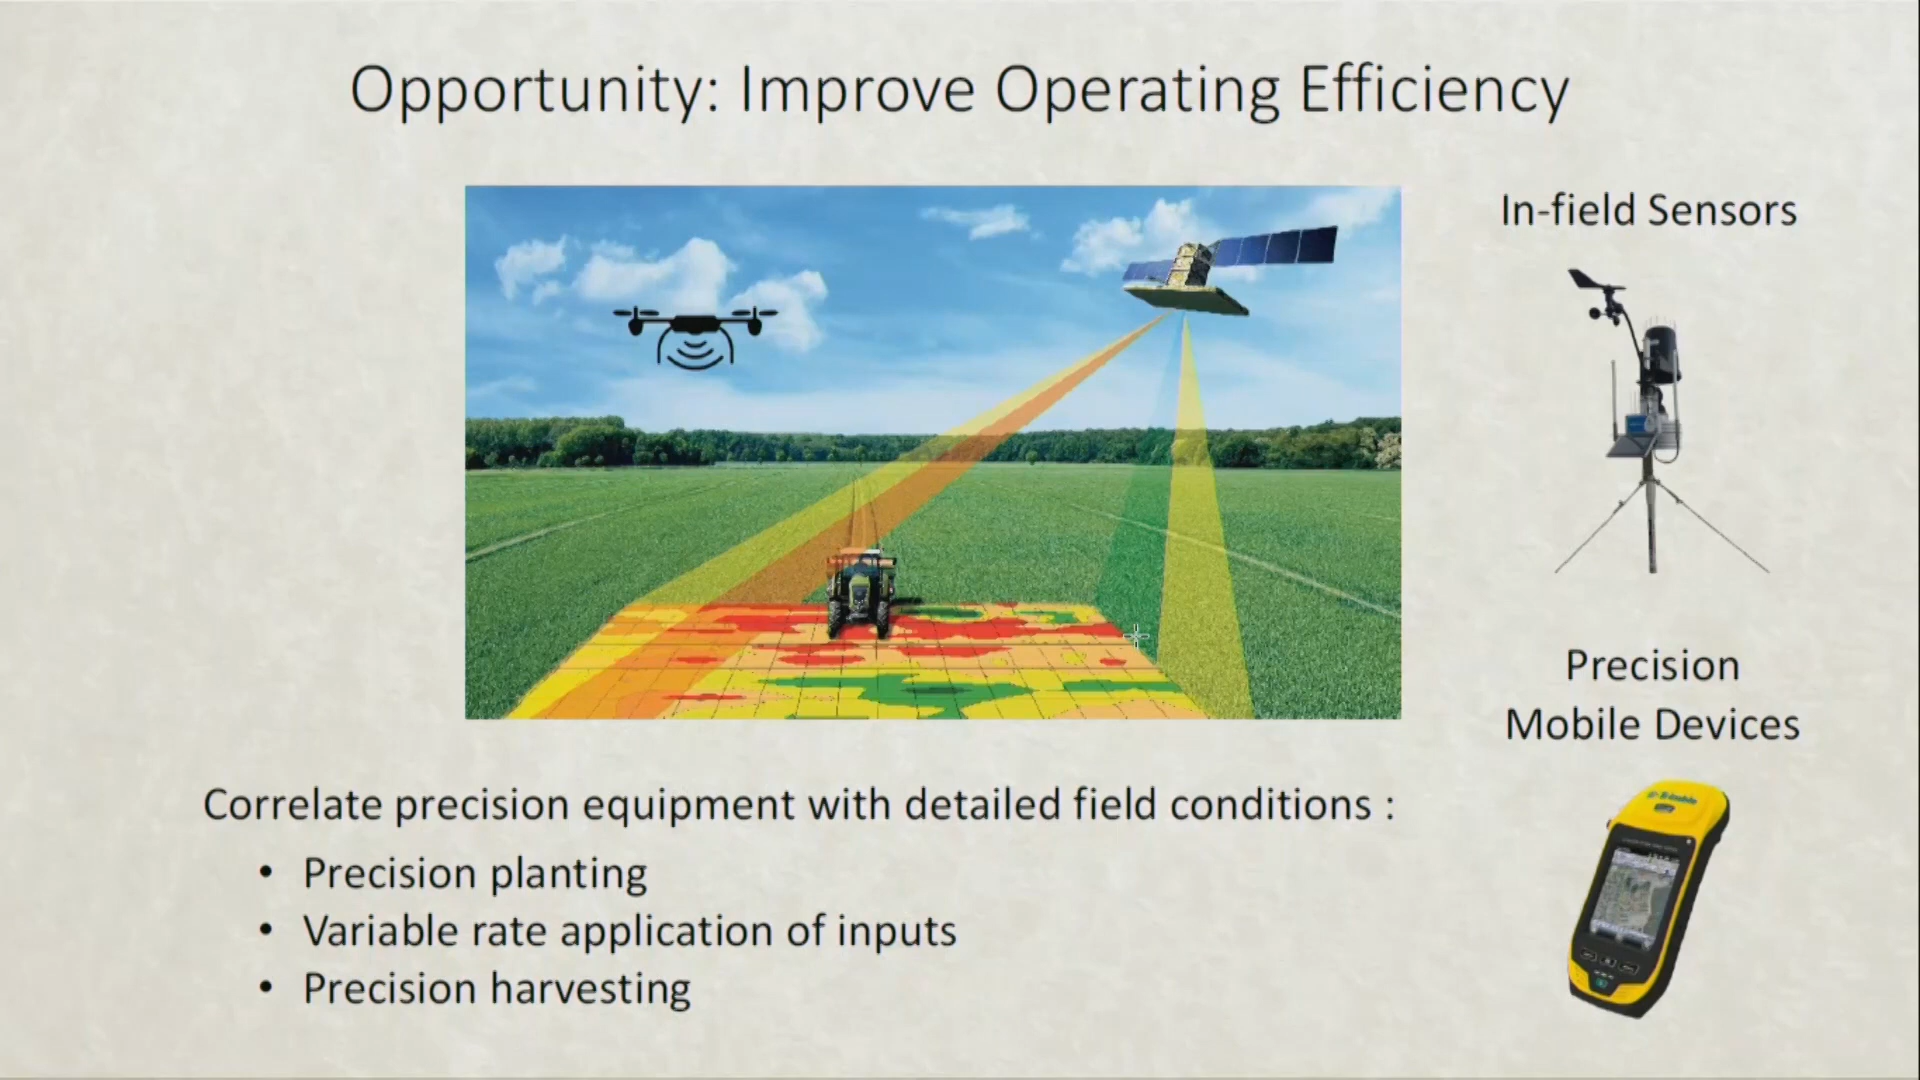 Opportunity: Improve Operating Efficiency
In-field Sensors
Precision
Mobile Devices
Correlate precision equipment with detailed field conditions :
• Precision planting
• Variable rate application of inputs
• Precision harvesting
Trimble